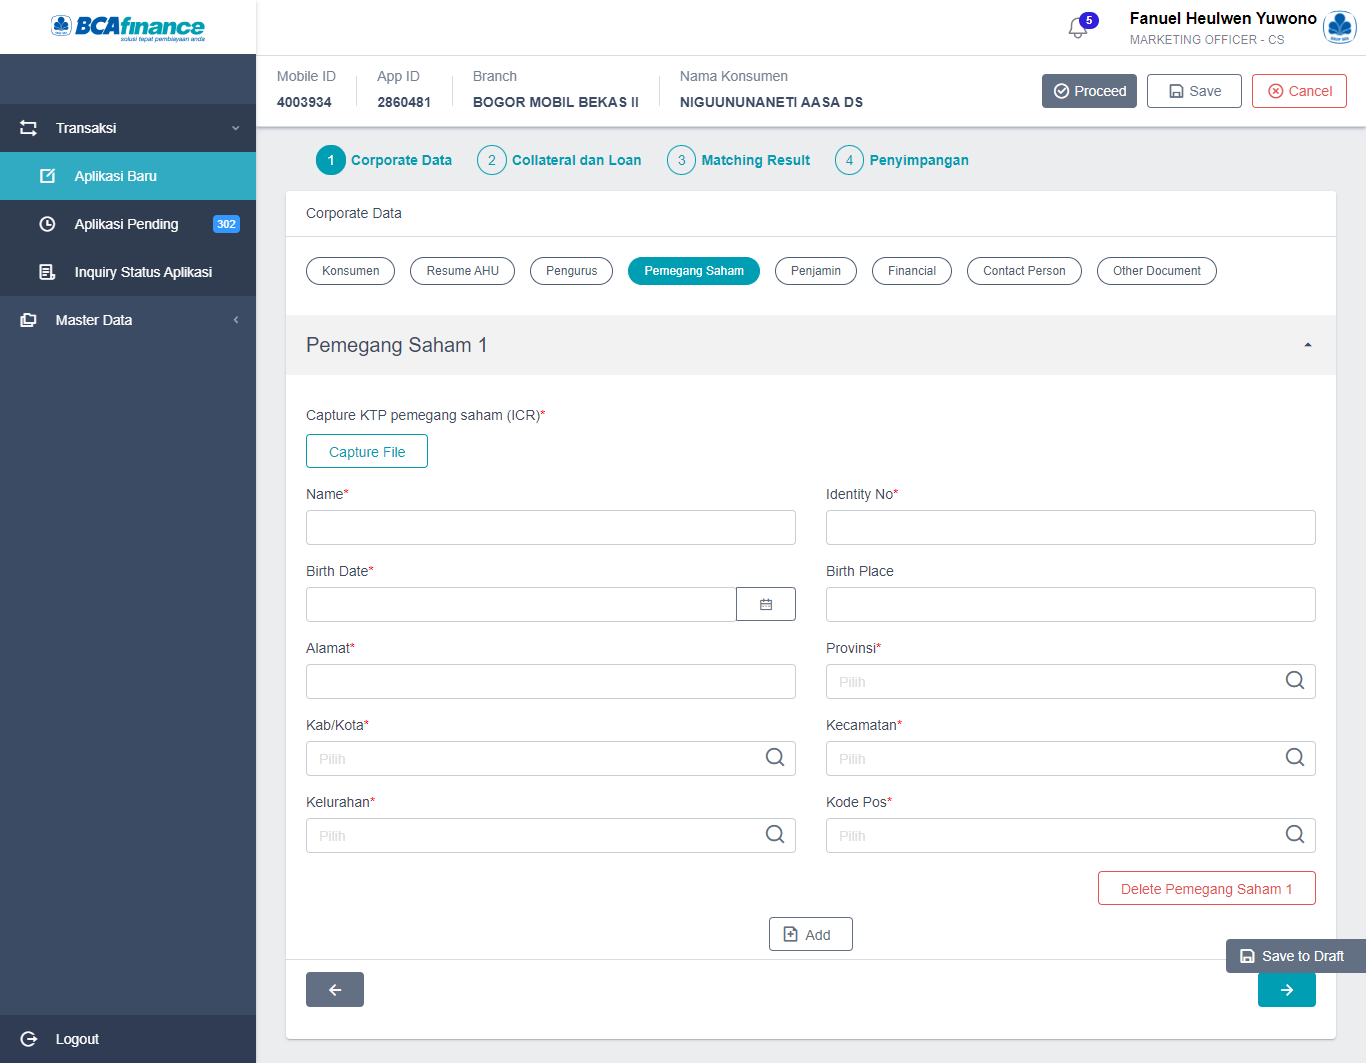 BCAfinance
solusi tepat pembiayaan anda
5
Fanuel Heulwen Yuwono
MARKETING OFFICER - CS
Mobile ID
4003934
App ID
2860481
Branch
BOGOR MOBIL BEKAS II
Nama Konsumen
NIGUUNUNANETI AASA DS
Proceed
Save
Cancel
Transaksi
Aplikasi Baru
Aplikasi Pending 302
Inquiry Status Aplikasi
Master Data
Logout
1 Corporate Data
2 Collateral dan Loan
3 Matching Result
4 Penyimpangan
Corporate Data
Konsumen
Resume AHU
Pengurus
Pemegang Saham
Penjamin
Financial
Contact Person
Other Document
Pemegang Saham 1
Capture KTP pemegang saham (ICR)*
Capture File
Name*
Identity No*
Birth Date*
Birth Place
Alamat*
Provinsi*
Pilih
Kab/Kota*
Pilih
Kecamatan*
Pilih
Kelurahan*
Pilih
Kode Pos*
Pilih
Delete Pemegang Saham 1
Add
Save to Draft